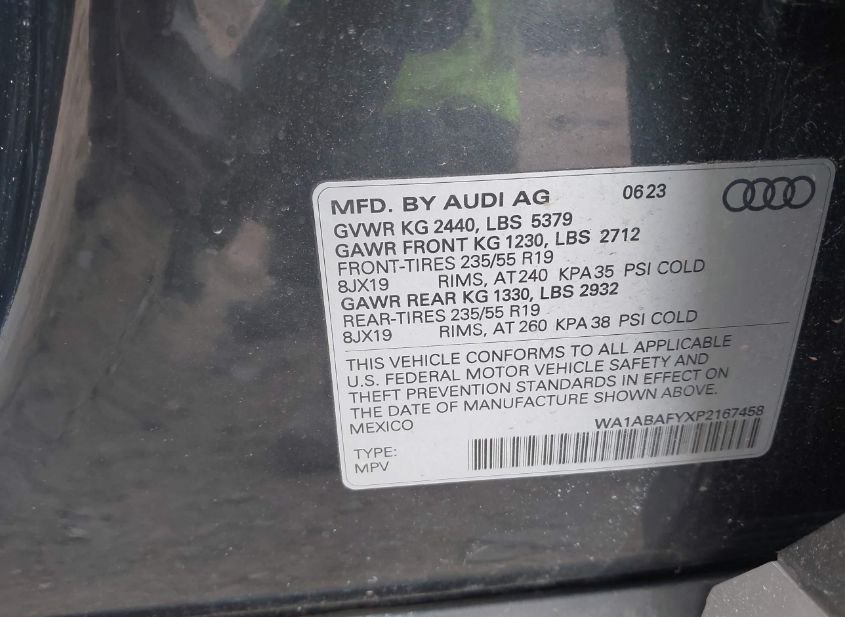 MFD. BY AUDI AG 0623
GVWR KG 2440, LBS 5379
GAWR FRONT KG 1230, LBS 2712
FRONT-TIRES 235/55 R19
8JX19 RIMS, AT 240 KPA 35 PSI COLD
GAWR REAR KG 1330, LBS 2932
REAR-TIRES 235/55 R19
8JX19 RIMS, AT 260 KPA 38 PSI COLD
THIS VEHICLE CONFORMS TO ALL APPLICABLE
U.S. FEDERAL MOTOR VEHICLE SAFETY AND
THEFT PREVENTION STANDARDS IN EFFECT ON
THE DATE OF MANUFACTURE SHOWN ABOVE.
MEXICO WA1ABAFYXP2167458
TYPE:
MPV